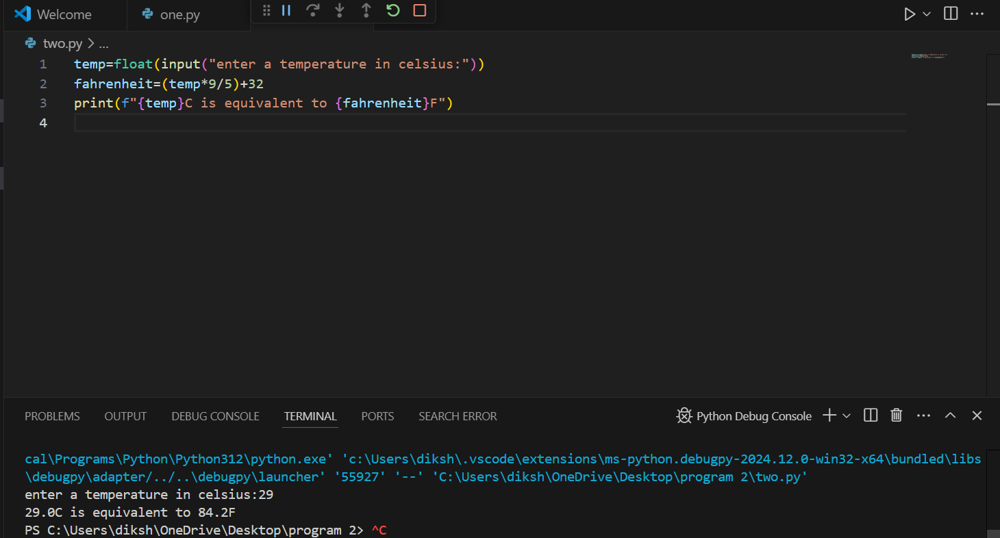 Welcome
one.py
two.py > ...
1 temp=float(input("enter a temperature in celsius:"))
2 fahrenheit=(temp*9/5)+32
3 print(f"{temp}C is equivalent to {fahrenheit}F")
4
PROBLEMS OUTPUT DEBUG CONSOLE TERMINAL PORTS SEARCH ERROR Python Debug Console
cal\Programs\Python\Python312\python.exe' 'c:\Users\diksh\.vscode\extensions\ms-python.debugpy-2024.12.0-win32-x64\bundled\libs
\debugpy\adapter/../..\debugpy\launcher' '55927' '--' 'C:\Users\diksh\OneDrive\Desktop\program 2\two.py'
enter a temperature in celsius:29
29.0C is equivalent to 84.2F
PS C:\Users\diksh\OneDrive\Desktop\program 2> ^C